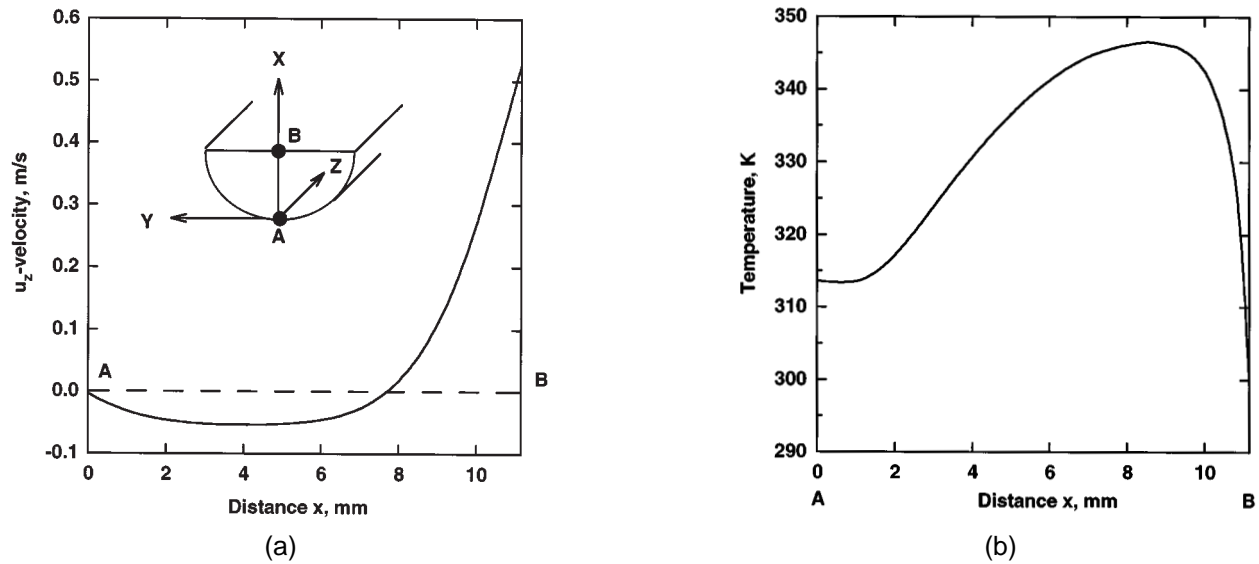 0.6
0.5
0.4
0.3
0.2
0.1
0.0
-0.1
u_z-velocity, m/s
X
B
Z
Y
A
A
B
0 2 4 6 8 10
Distance x, mm
(a)
350
340
330
320
310
300
290
Temperature, K
0 2 4 6 8 10
A Distance x, mm B
(b)